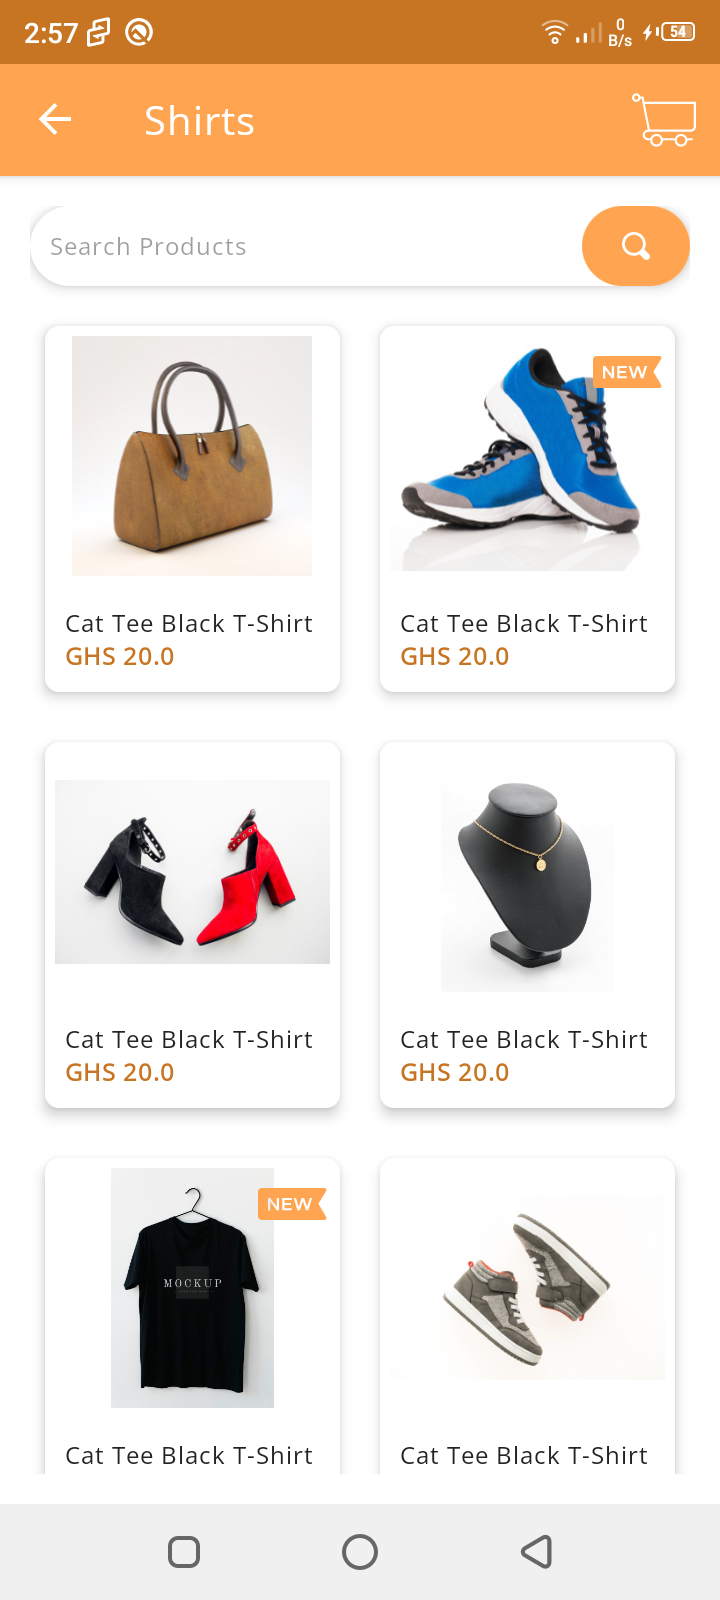 2:57
0
B/s
54
Shirts
Search Products
NEW
Cat Tee Black T-Shirt
GHS 20.0
Cat Tee Black T-Shirt
GHS 20.0
Cat Tee Black T-Shirt
GHS 20.0
Cat Tee Black T-Shirt
GHS 20.0
NEW
MOCKUP
Cat Tee Black T-Shirt
Cat Tee Black T-Shirt